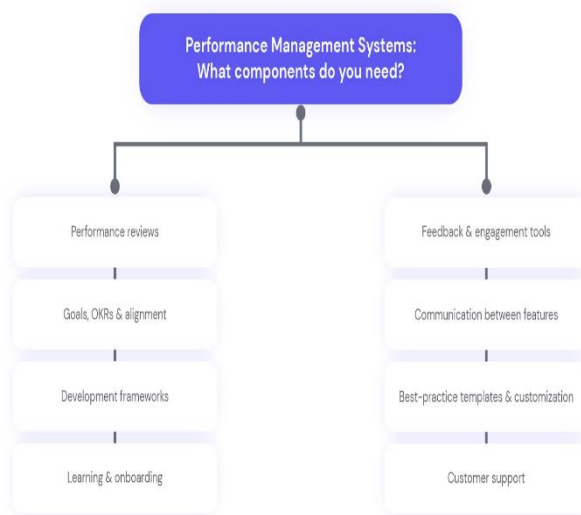 Performance Management Systems:
What components do you need?
Performance reviews
Goals, OKRs & alignment
Development frameworks
Learning & onboarding
Feedback & engagement tools
Communication between features
Best-practice templates & customization
Customer support